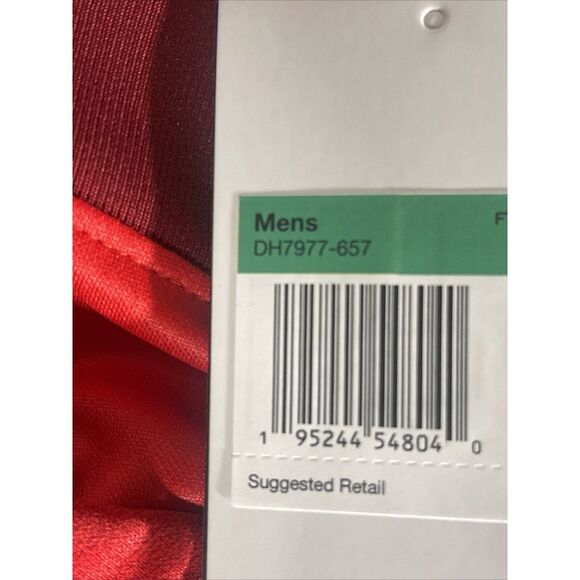 Mens
DH7977-657
1 95244 54804 0
Suggested Retail